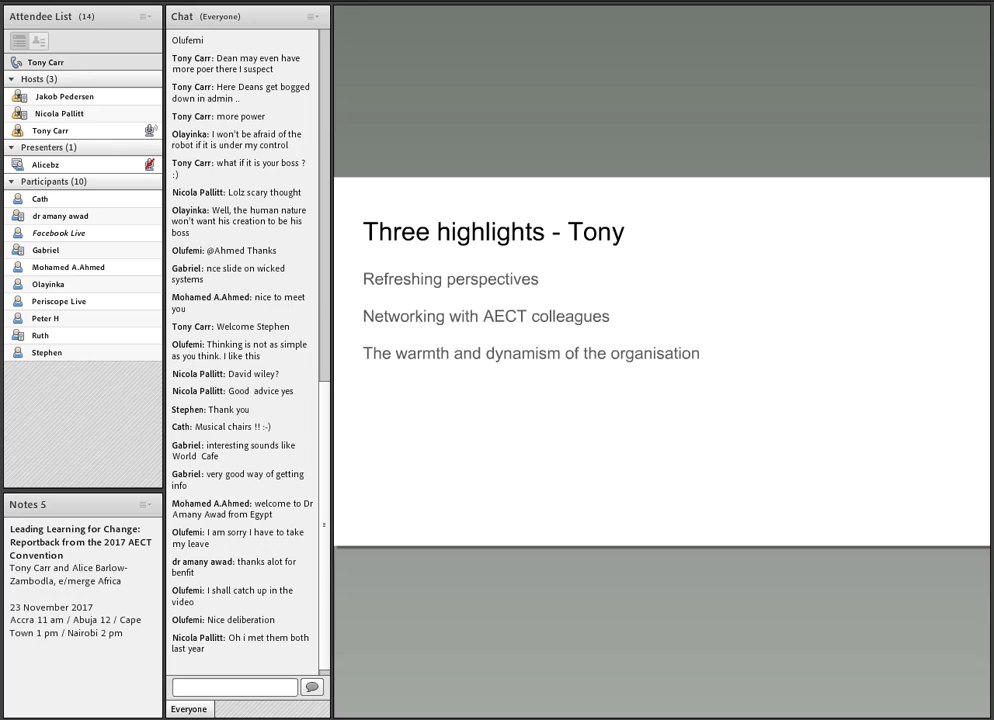 Attendee List (14)
Tony Carr
Hosts (3)
Jakob Pedersen
Nicola Pallitt
Tony Carr
Presenters (1)
Alicebz
Participants (10)
Cath
dr amany awad
Facebook Live
Gabriel
Mohamed A.Ahmed
Olayinka
Periscope Live
Peter H
Ruth
Stephen
Notes 5
Leading Learning for Change:
Reportback from the 2017 AECT
Convention
Tony Carr and Alice Barlow-
Zambodla, e/merge Africa
23 November 2017
Accra 11 am / Abuja 12 / Cape
Town 1 pm / Nairobi 2 pm
Chat (Everyone)
Olufemi
Tony Carr: Dean may even have
more poer there I suspect
Tony Carr: Here Deans get bogged
down in admin ..
Tony Carr: more power
Olayinka: I won't be afraid of the
robot if it is under my control
Tony Carr: what if it is your boss ?
:)
Nicola Pallitt: Lolz scary thought
Olayinka: Well, the human nature
won't want his creation to be his
boss
Olufemi: @Ahmed Thanks
Gabriel: nce slide on wicked
systems
Mohamed A.Ahmed: nice to meet
you
Tony Carr: Welcome Stephen
Olufemi: Thinking is not as simple
as you think. I like this
Nicola Pallitt: David wiley?
Nicola Pallitt: Good advice yes
Stephen: Thank you
Cath: Musical chairs !! :-)
Gabriel: interesting sounds like
World Cafe
Gabriel: very good way of getting
info
Mohamed A.Ahmed: welcome to Dr
Amany Awad from Egypt
Olufemi: I am sorry I have to take
my leave
dr amany awad: thanks alot for
benfit
Olufemi: I shall catch up in the
video
Olufemi: Nice deliberation
Nicola Pallitt: Oh i met them both
last year
Everyone
Three highlights - Tony
Refreshing perspectives
Networking with AECT colleagues
The warmth and dynamism of the organisation